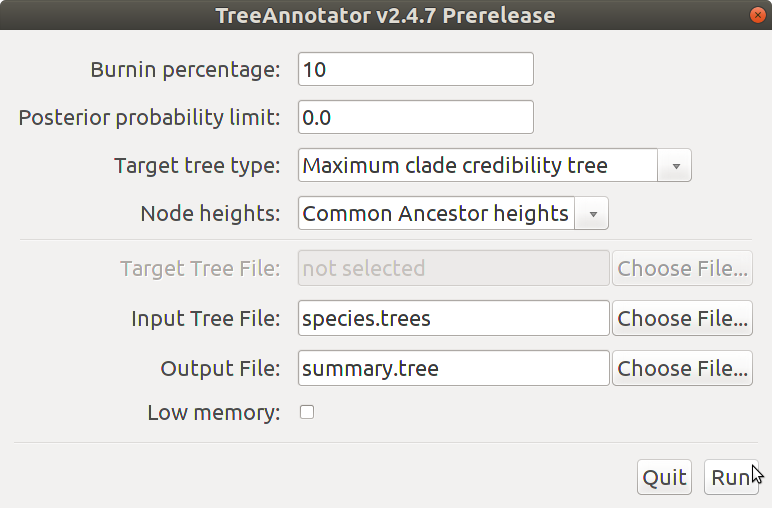 TreeAnnotator v2.4.7 Prerelease
Burnin percentage: 10
Posterior probability limit: 0.0
Target tree type: Maximum clade credibility tree
Node heights: Common Ancestor heights
Target Tree File: not selected Choose File...
Input Tree File: species.trees Choose File...
Output File: summary.tree Choose File...
Low memory:
Quit Run